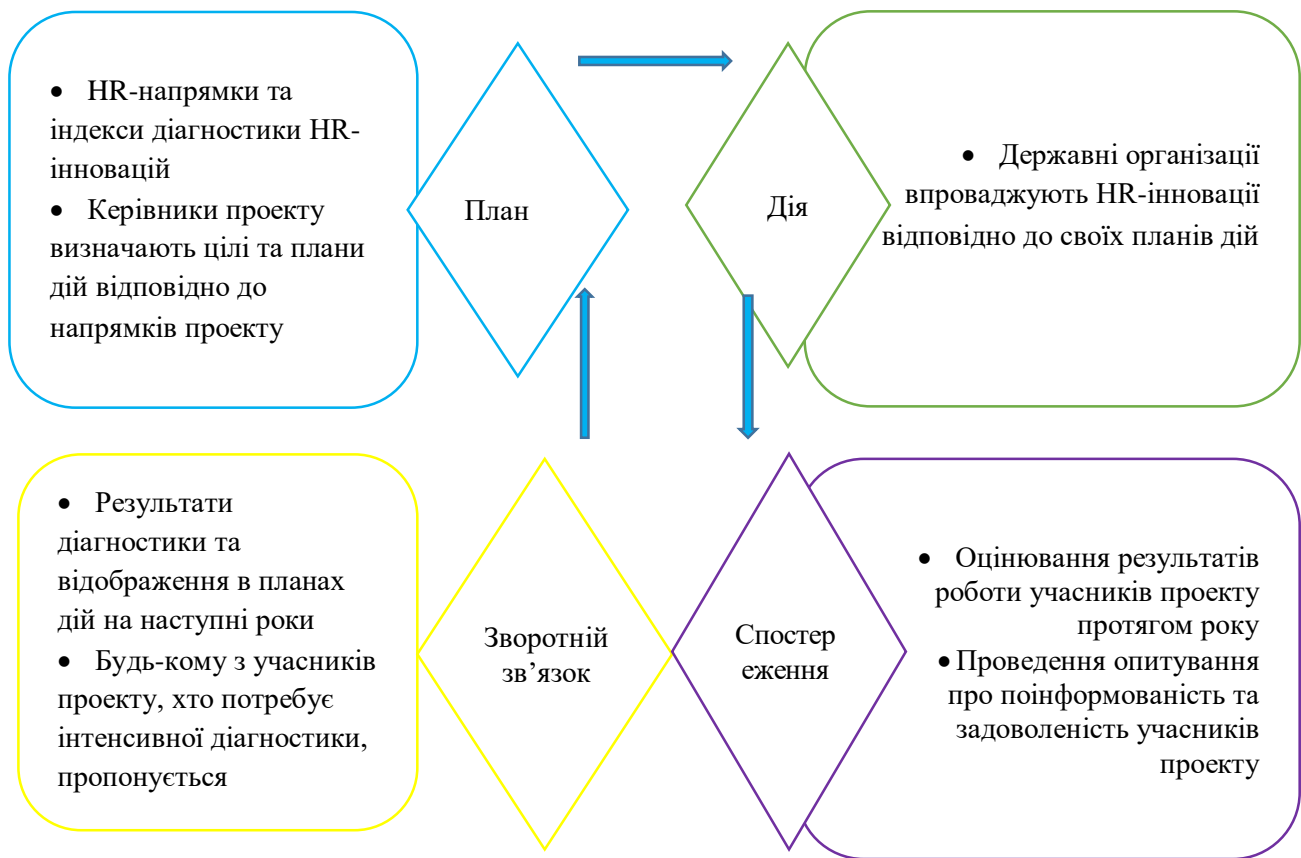 • HR-напрямки та
індекси діагностики HR-
інновацій
• Керівники проекту
визначають цілі та плани
дій відповідно до
напрямків проекту
План
Дія
• Державні організації
впроваджують HR-інновації
відповідно до своїх планів дій
• Результати
діагностики та
відображення в планах
дій на наступні роки
• Будь-кому з учасників
проекту, хто потребує
інтенсивної діагностики,
пропонується
Зворотній
зв’язок
Спостер
еження
• Оцінювання результатів
роботи учасників проекту
протягом року
• Проведення опитування
про поінформованість та
задоволеність учасників
проекту